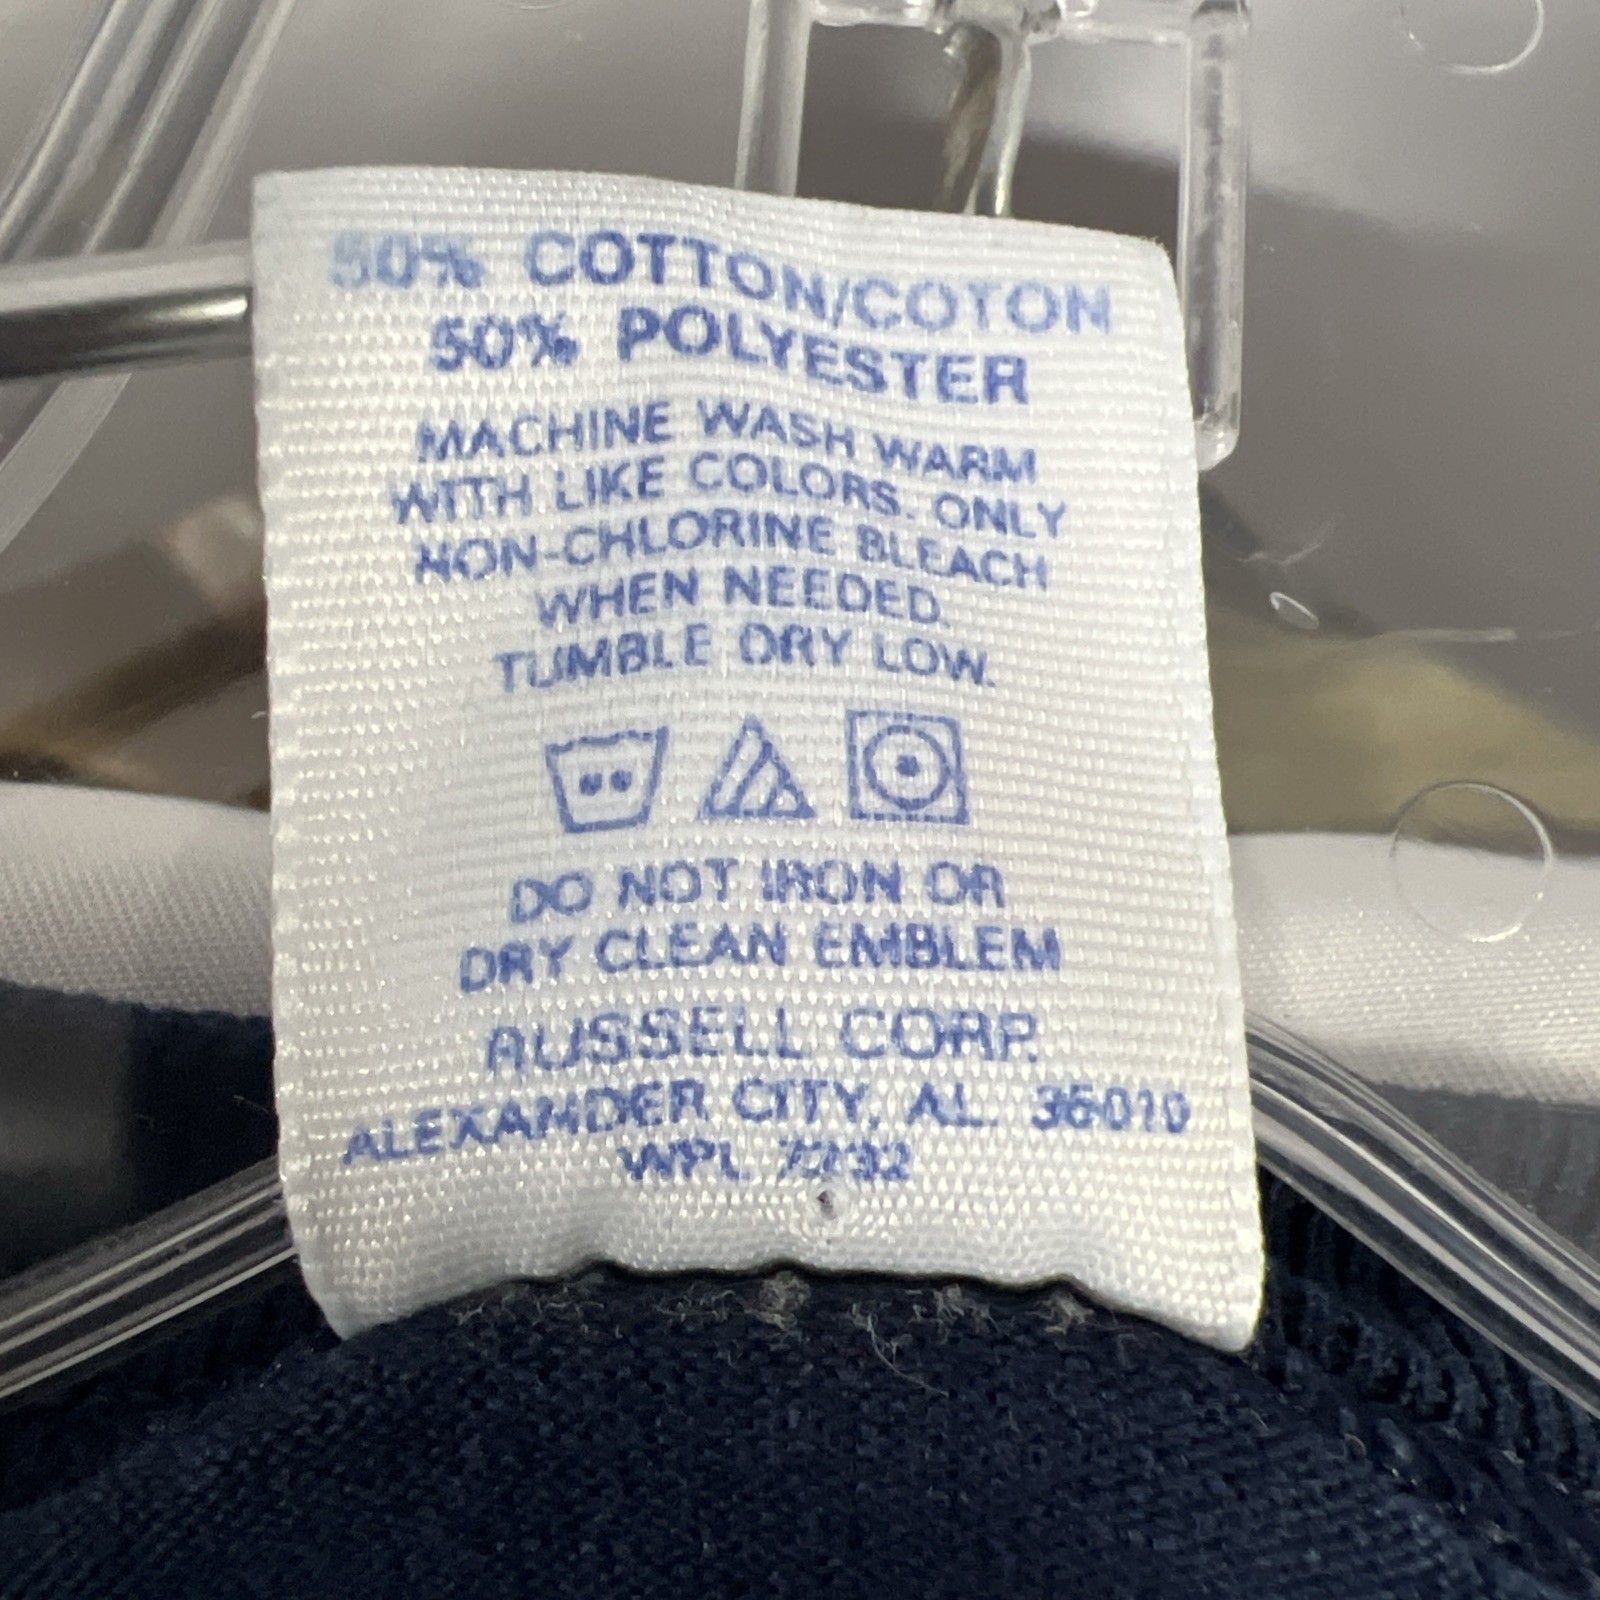 50% COTTON/COTON
50% POLYESTER
MACHINE WASH WARM
WITH LIKE COLORS. ONLY
NON-CHLORINE BLEACH
WHEN NEEDED.
TUMBLE DRY LOW.
DO NOT IRON OR
DRY CLEAN EMBLEM
RUSSELL CORP.
ALEXANDER CITY, AL 35010
WPL